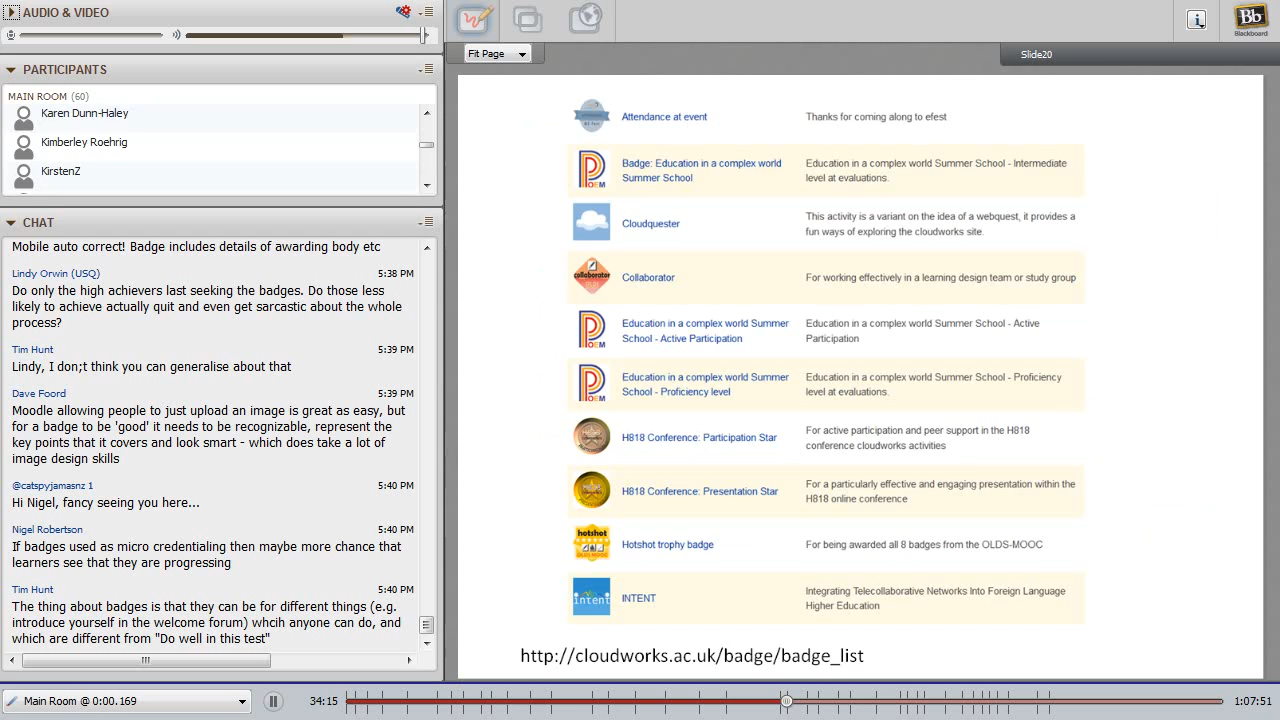 AUDIO & VIDEO
PARTICIPANTS
MAIN ROOM (60)
Karen Dunn-Haley
Kimberley Roehrig
KirstenZ
CHAT
Mobile auto correct! Badge includes details of awarding body etc
Lindy Orwin (USQ) 5:38 PM
Do only the high achievers last seeking the badges. Do those less
likely to achieve actually quit and even get sarcastic about the whole
process?
Tim Hunt 5:39 PM
Lindy, I don;t think you can generalise about that
Dave Foord 5:39 PM
Moodle allowing people to just upload an image is great as easy, but
for a badge to be 'good' it needs to be recognizable, represent the
key points that it covers and look smart - which does take a lot of
image design skills
@catspyjamasnz 1 5:40 PM
Hi Nigel, fancy seeing you here...
Nigel Robertson 5:40 PM
If badges used as micro credentialing then maybe more chance that
learners see that they are progressing
Tim Hunt 5:40 PM
The thing about badges is that they can be for different things (e.g.
introduce yourself in the welcome forum) which anyone can do, and
which are different from "Do well in this test"
Main Room @ 0:00.169
34:15
1:07:51
Fit Page
Slide20
Bb
Blackboard
Attendance at event
Thanks for coming along to efest
POEM
Badge: Education in a complex world
Summer School
Education in a complex world Summer School - Intermediate
level at evaluations.
Cloudquester
This activity is a variant on the idea of a webquest, it provides a
fun ways of exploring the cloudworks site.
collaborator
Collaborator
For working effectively in a learning design team or study group
POEM
Education in a complex world Summer
School - Active Participation
Education in a complex world Summer School - Active
Participation
POEM
Education in a complex world Summer
School - Proficiency level
Education in a complex world Summer School - Proficiency
level at evaluations.
H818 Conference: Participation Star
For active participation and peer support in the H818
conference cloudworks activities
H818 Conference: Presentation Star
For a particularly effective and engaging presentation within the
H818 online conference
hotshot
OLDS-MOOC
Hotshot trophy badge
For being awarded all 8 badges from the OLDS-MOOC
intent
INTENT
Integrating Telecollaborative Networks Into Foreign Language
Higher Education
http://cloudworks.ac.uk/badge/badge_list